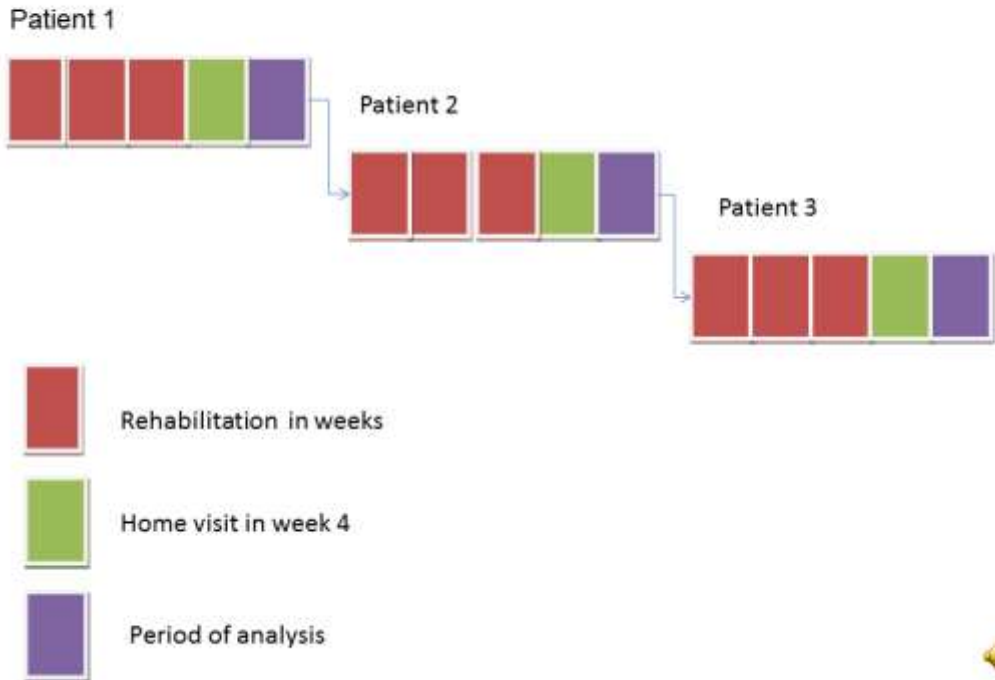 Patient 1
Patient 2
Patient 3
Rehabilitation in weeks
Home visit in week 4
Period of analysis